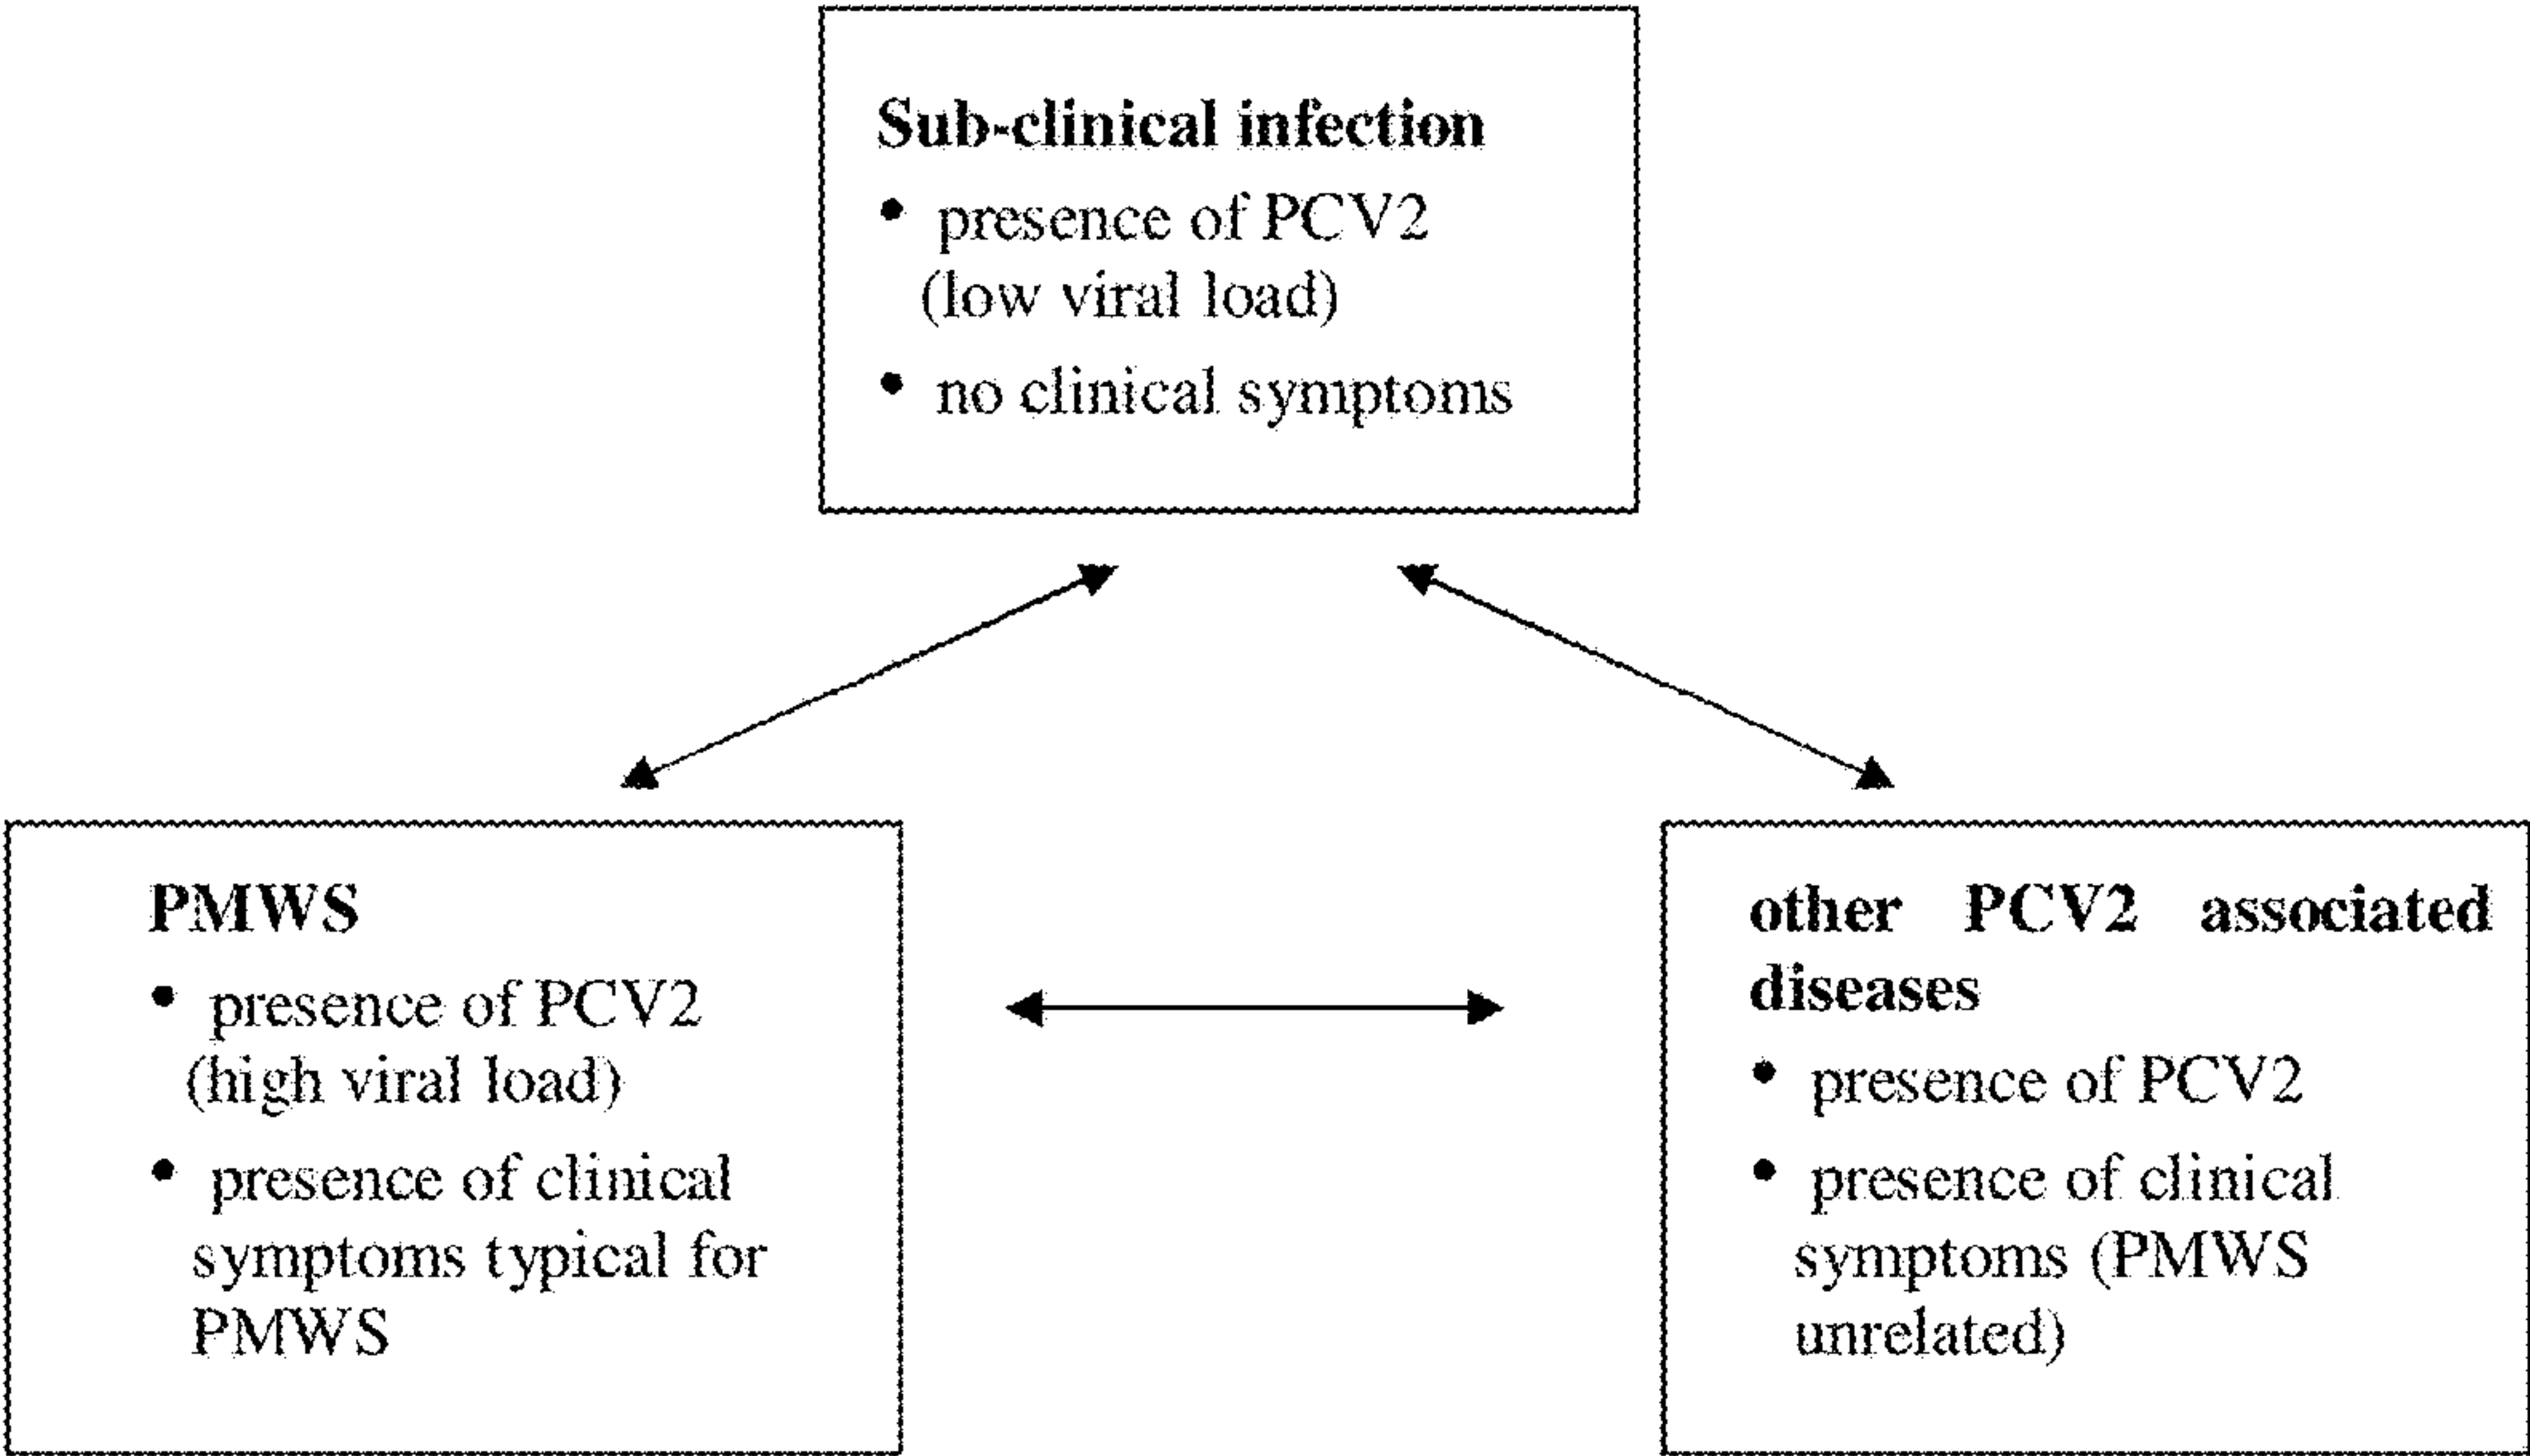 Sub-clinical infection
• presence of PCV2
(low viral load)
• no clinical symptoms
PMWS
• presence of PCV2
(high viral load)
• presence of clinical
symptoms typical for
PMWS
other PCV2 associated
diseases
• presence of PCV2
• presence of clinical
symptoms (PMWS
unrelated)